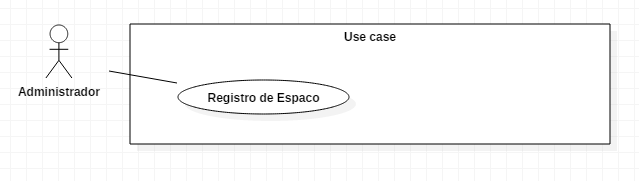 Use case
Administrador
Registro de Espaco